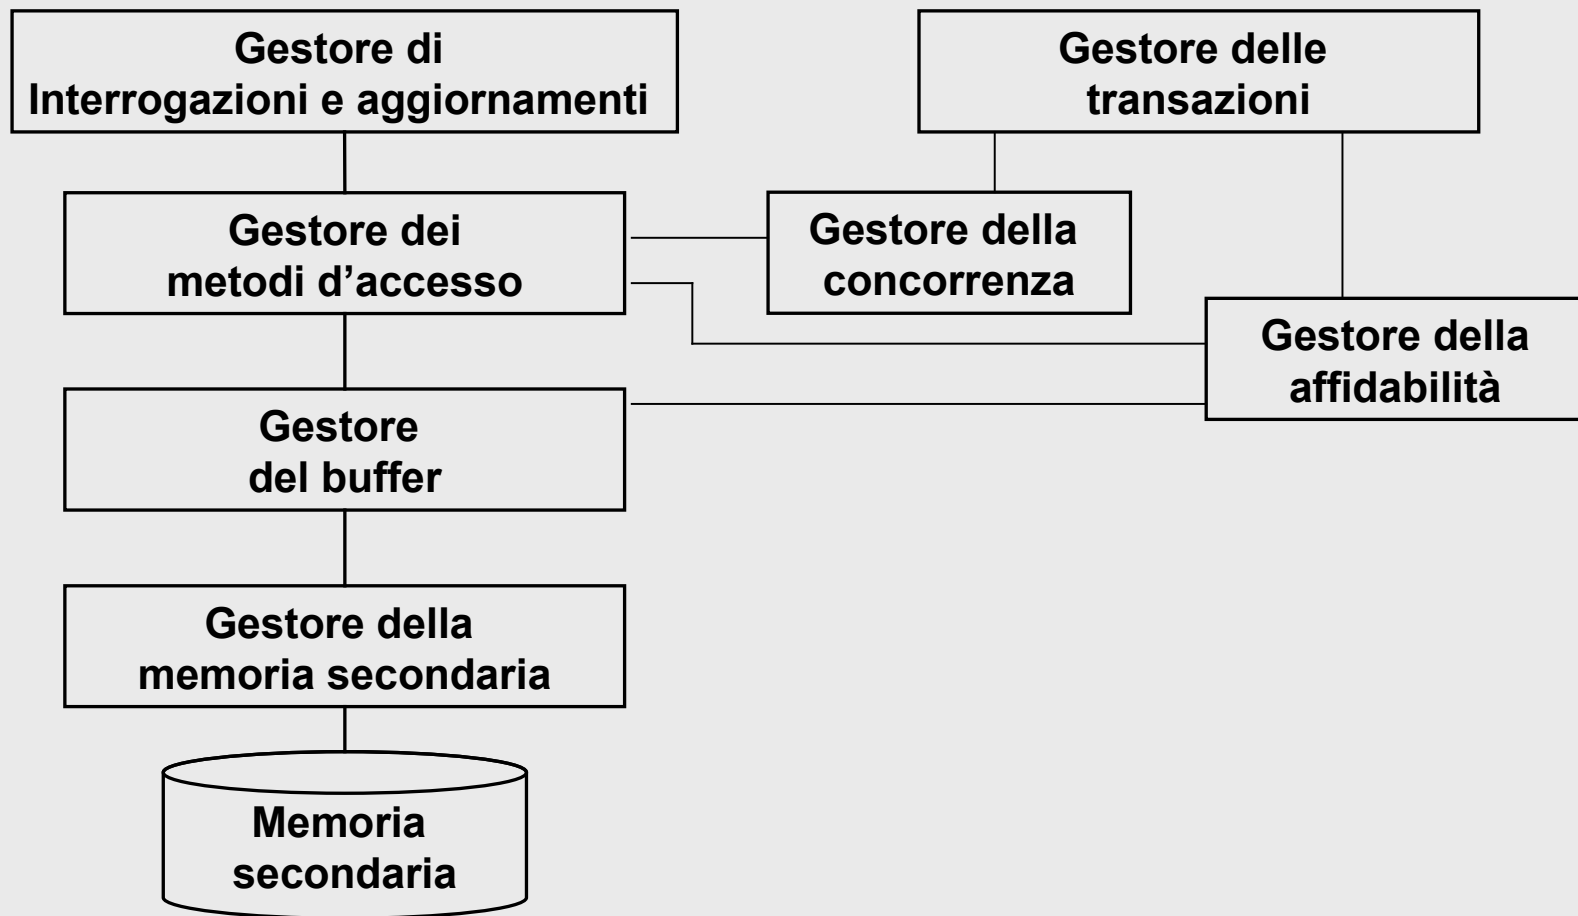 Gestore di
Interrogazioni e aggiornamenti
Gestore delle
transazioni
Gestore dei
metodi d’accesso
Gestore della
concorrenza
Gestore della
affidabilità
Gestore
del buffer
Gestore della
memoria secondaria
Memoria
secondaria